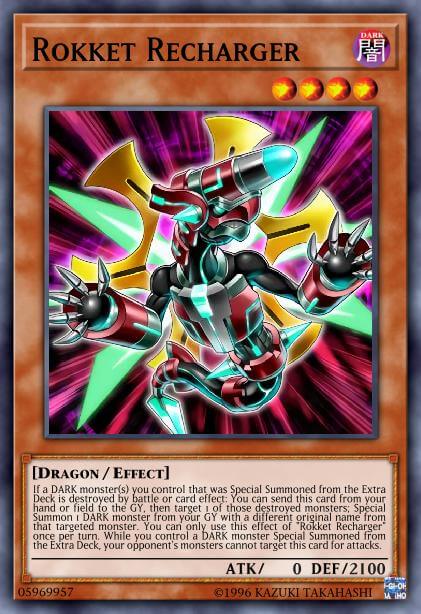 Rokket Recharger
DARK
闇
[Dragon / Effect]
If a DARK monster(s) you control that was Special Summoned from the Extra
Deck is destroyed by battle or card effect: You can send this card from your
hand or field to the GY, then target 1 of those destroyed monsters; Special
Summon 1 DARK monster from your GY with a different original name from
that targeted monster. You can only use this effect of "Rokket Recharger"
once per turn. While you control a DARK monster Special Summoned from
the Extra Deck, your opponent's monsters cannot target this card for attacks.
ATK/ 0 DEF/2100
05969957
©1996 KAZUKI TAKAHASHI